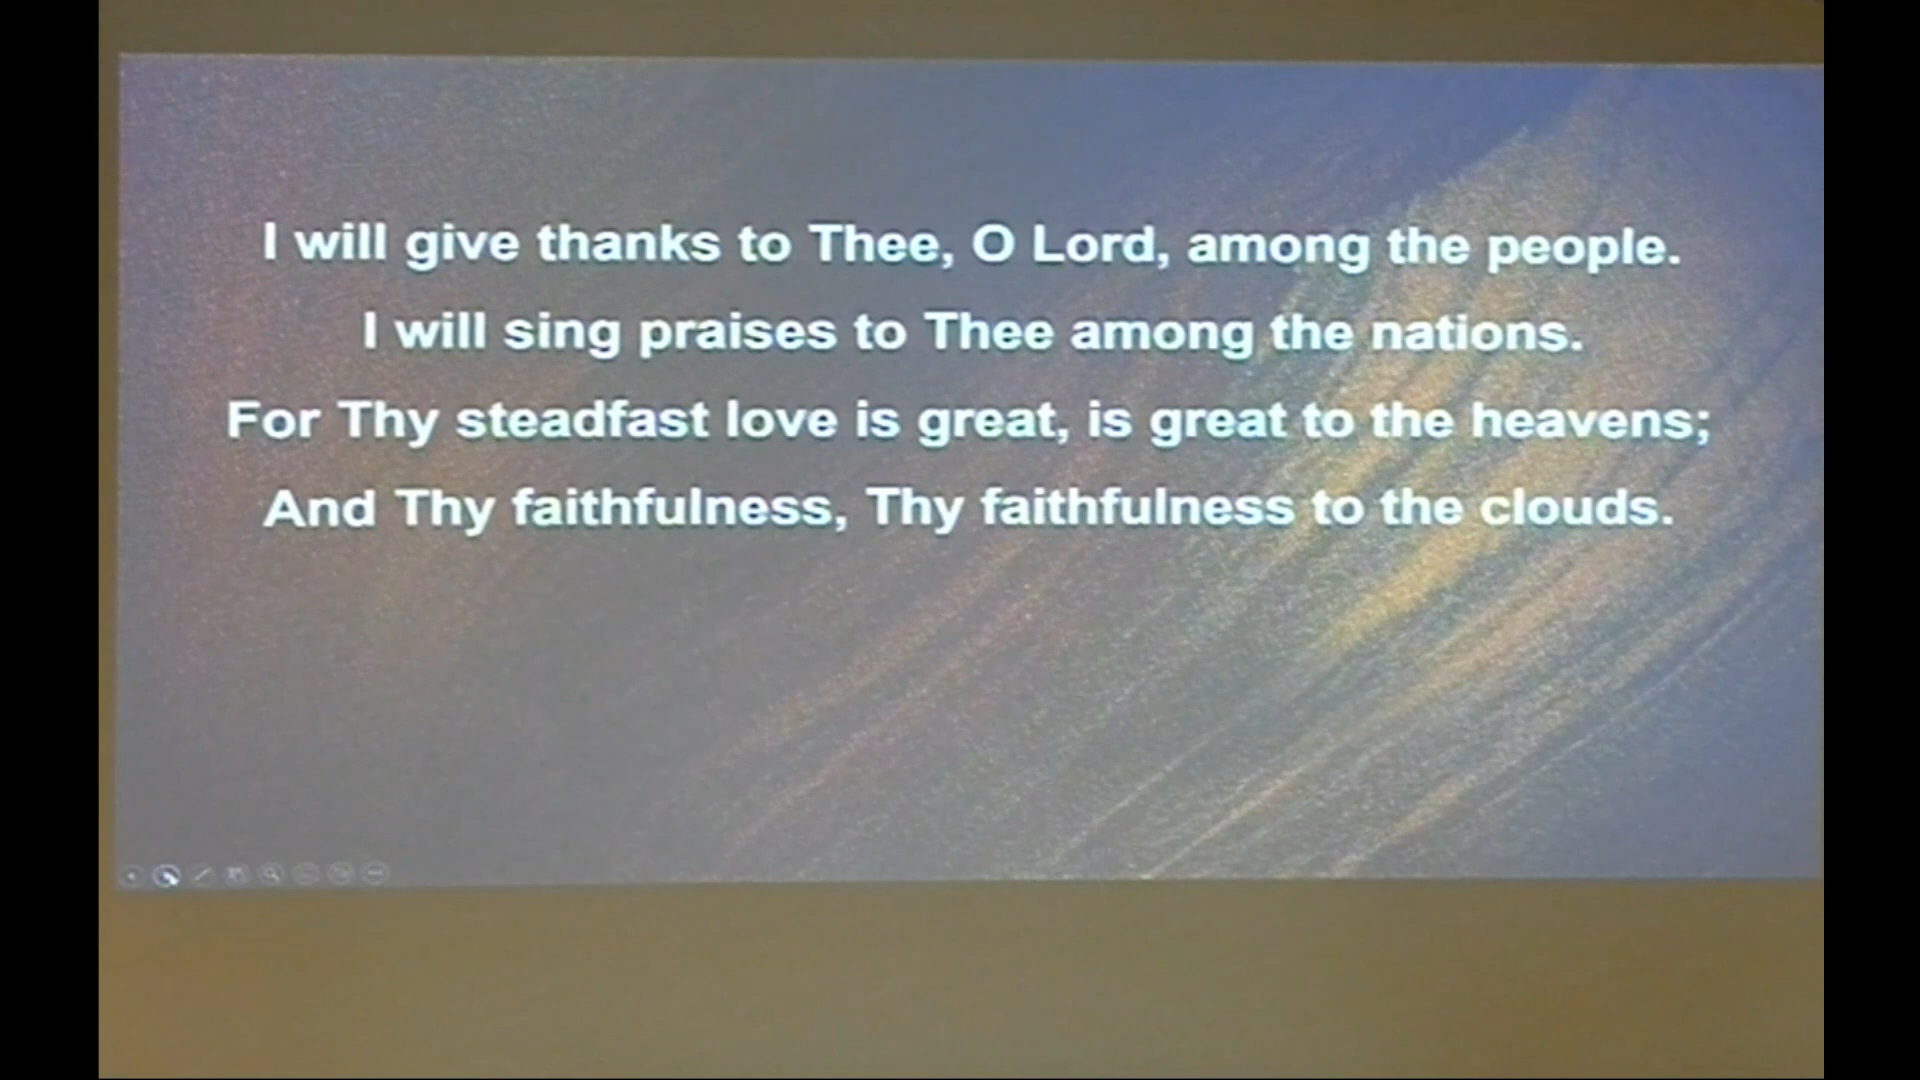 I will give thanks to Thee, O Lord, among the people.
I will sing praises to Thee among the nations.
For Thy steadfast love is great, is great to the heavens;
And Thy faithfulness, Thy faithfulness to the clouds.